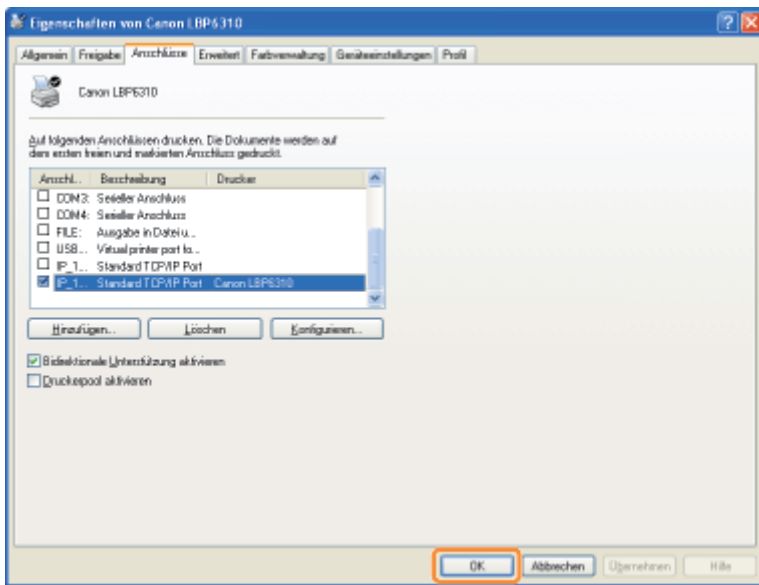 Eigenschaften von Canon LBP6310
Allgemein Freigabe Anschlüsse Erweitert Farbverwaltung Geräteeinstellungen Profil
Canon LBP6310
Auf folgenden Anschlüssen drucken. Die Dokumente werden auf
dem ersten freien und markierten Anschluss gedruckt.
Anschl... Beschreibung Drucker
COM3: Serieller Anschluss
COM4: Serieller Anschluss
FILE: Ausgabe in Datei u...
USB... Virtual printer port fo...
IP_1... Standard TCP/IP Port
IP_1... Standard TCP/IP Port Canon LBP6310
Hinzufügen... Löschen Konfigurieren...
Bidirektionale Unterstützung aktivieren
Druckerpool aktivieren
OK Abbrechen Übernehmen Hilfe